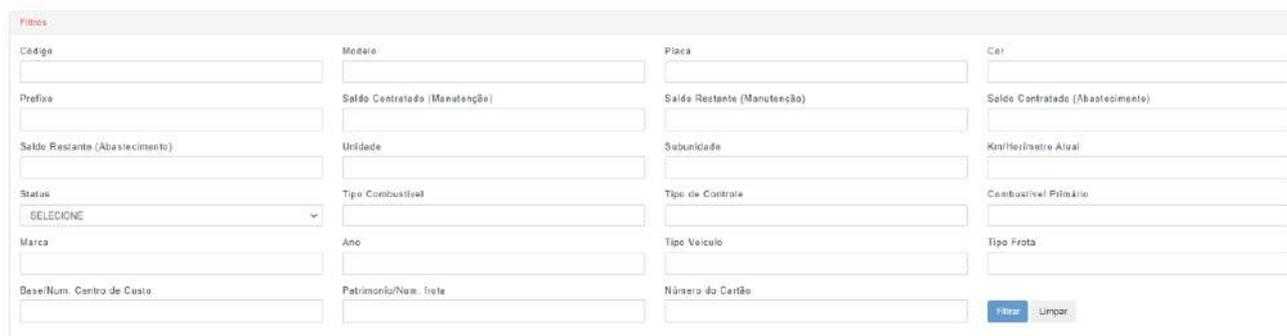 Filtros
Código Modelo Placa Cor
Prefixo Saldo Contratado (Manutenção) Saldo Restante (Manutenção) Saldo Contratado (Abastecimento)
Saldo Restante (Abastecimento) Unidade Subunidade Km/Horímetro Atual
Status Tipo Combustível Tipo de Controle Combustível Primário
SELECIONE
Marca Ano Tipo Veículo Tipo Frota
Base/Num. Centro de Custo Patrimonio/Num. frota Número do Cartão
Filtrar Limpar